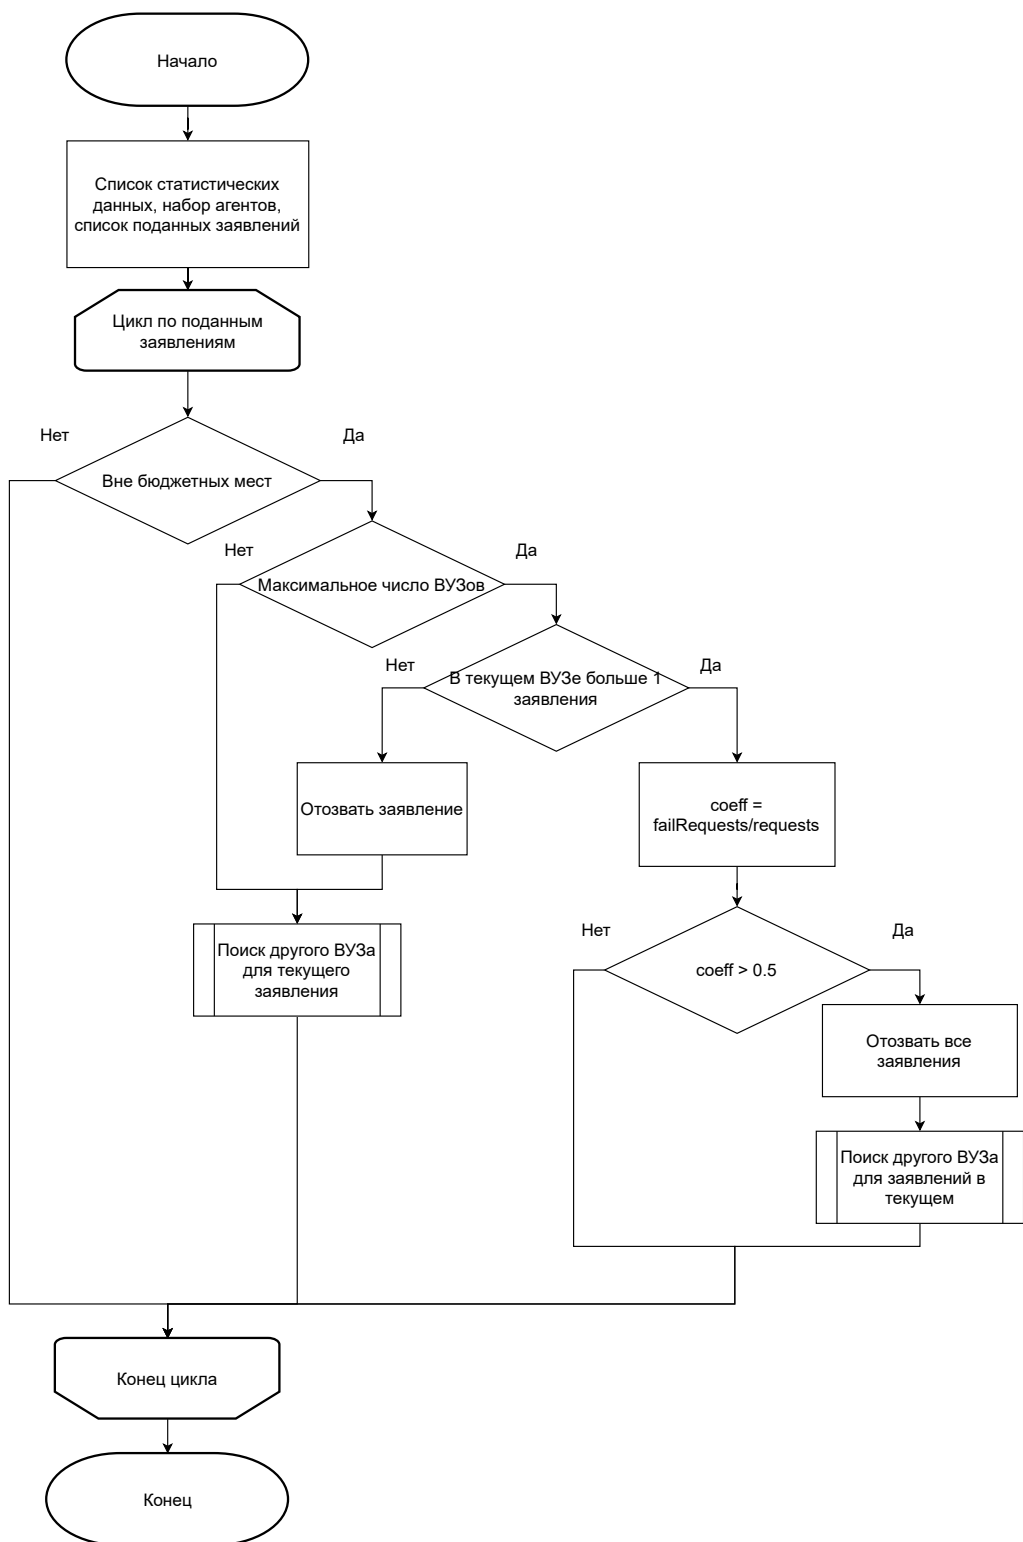 Начало
Список статистических
данных, набор агентов,
список поданных заявлений
Цикл по поданным
заявлениям
Нет
Да
Вне бюджетных мест
Нет
Да
Максимальное число ВУЗов
Нет
Да
В текущем ВУЗе больше 1
заявления
Отозвать заявление
coeff =
failRequests/requests
Поиск другого ВУЗа
для текущего
заявления
Нет
Да
coeff > 0.5
Отозвать все
заявления
Поиск другого ВУЗа
для заявлений в
текущем
Конец цикла
Конец